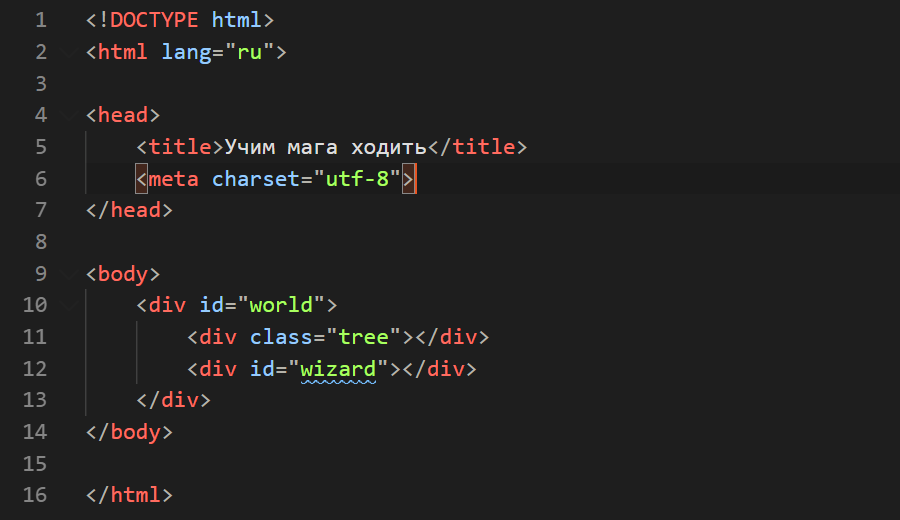 1 <!DOCTYPE html>
2 <html lang="ru">
3
4 <head>
5     <title>Учим мага ходить</title>
6     <meta charset="utf-8">
7 </head>
8
9 <body>
10     <div id="world">
11         <div class="tree"></div>
12         <div id="wizard"></div>
13     </div>
14 </body>
15
16 </html>